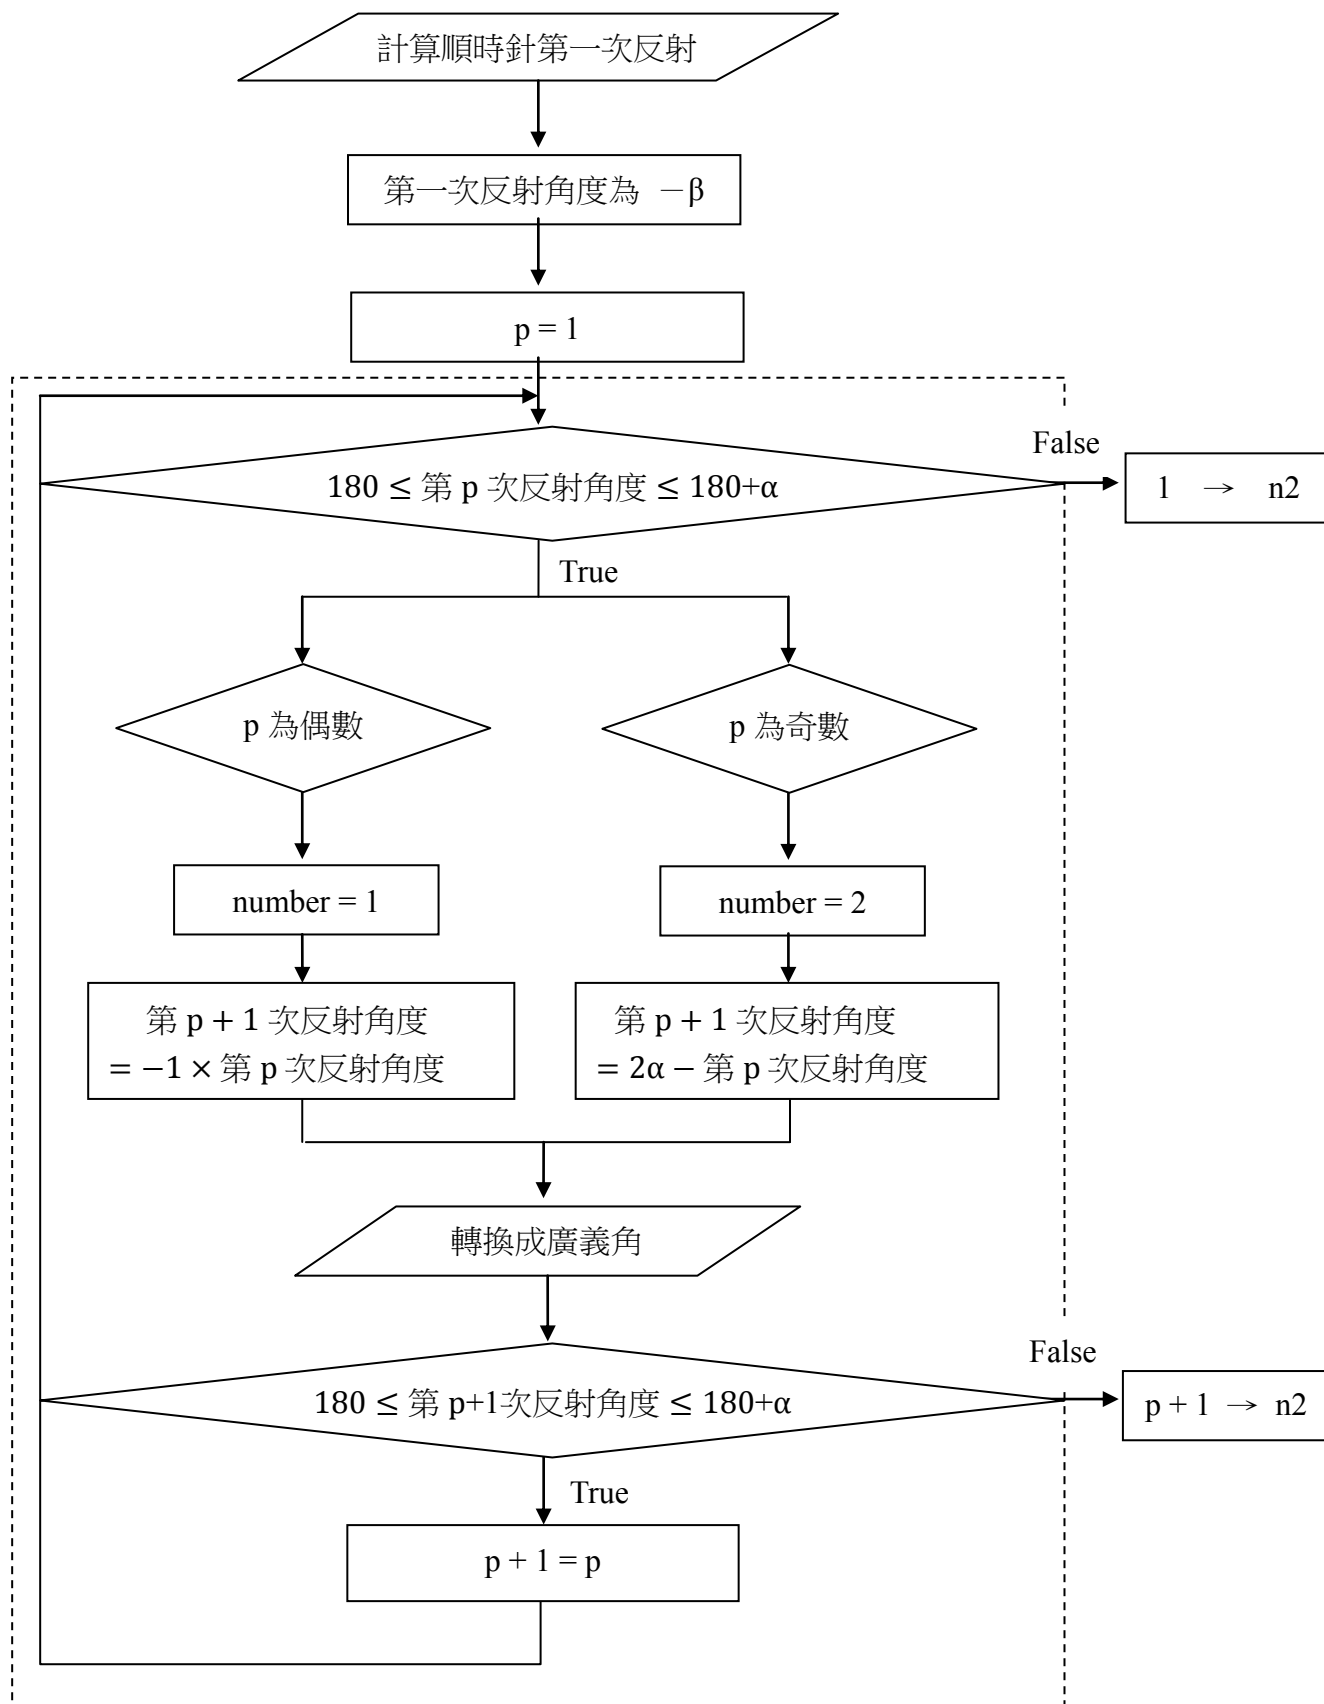 計算順時針第一次反射
第一次反射角度為 －β
p = 1
False
180 ≤ 第 p 次反射角度 ≤ 180+α
1 → n2
True
p 為偶數
p 為奇數
number = 1
number = 2
第 p + 1 次反射角度
= −1 × 第 p 次反射角度
第 p + 1 次反射角度
= 2α − 第 p 次反射角度
轉換成廣義角
False
180 ≤ 第 p+1次反射角度 ≤ 180+α
p + 1 → n2
True
p + 1 = p